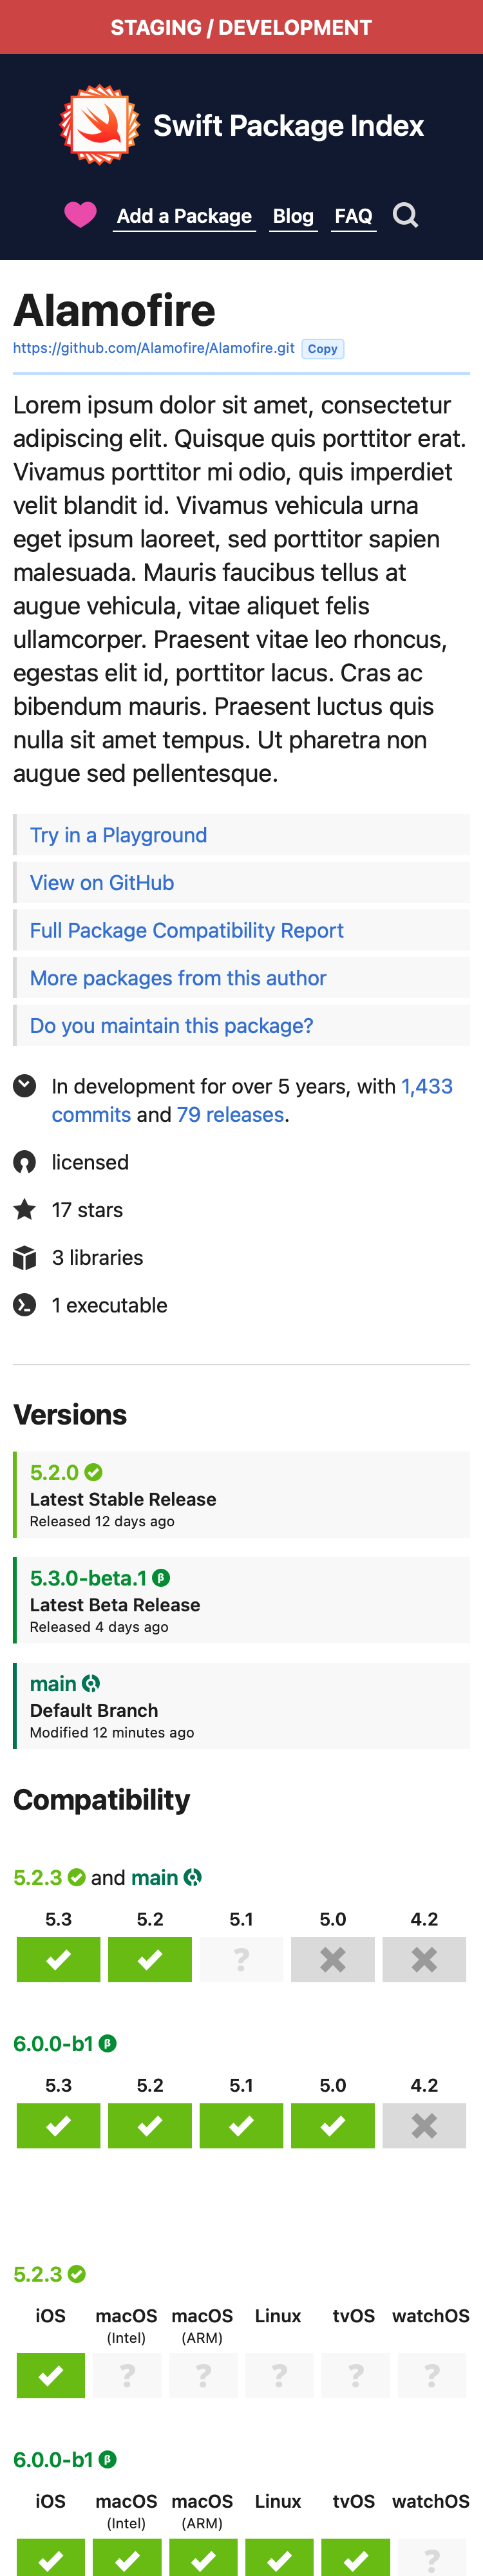 STAGING / DEVELOPMENT
Swift Package Index
Add a Package Blog FAQ
Alamofire
https://github.com/Alamofire/Alamofire.git Copy
Lorem ipsum dolor sit amet, consectetur
adipiscing elit. Quisque quis porttitor erat.
Vivamus porttitor mi odio, quis imperdiet
velit blandit id. Vivamus vehicula urna
eget ipsum laoreet, sed porttitor sapien
malesuada. Mauris faucibus tellus at
augue vehicula, vitae aliquet felis
ullamcorper. Praesent vitae leo rhoncus,
egestas elit id, porttitor lacus. Cras ac
bibendum mauris. Praesent luctus quis
nulla sit amet tempus. Ut pharetra non
augue sed pellentesque.
Try in a Playground
View on GitHub
Full Package Compatibility Report
More packages from this author
Do you maintain this package?
In development for over 5 years, with 1,433
commits and 79 releases.
licensed
17 stars
3 libraries
1 executable
Versions
5.2.0
Latest Stable Release
Released 12 days ago
5.3.0-beta.1 β
Latest Beta Release
Released 4 days ago
main
Default Branch
Modified 12 minutes ago
Compatibility
5.2.3 and main
5.3 5.2 5.1 5.0 4.2
?
6.0.0-b1 β
5.3 5.2 5.1 5.0 4.2
5.2.3
iOS macOS macOS Linux tvOS watchOS
(Intel) (ARM)
? ? ? ? ?
6.0.0-b1 β
iOS macOS macOS Linux tvOS watchOS
(Intel) (ARM)
?